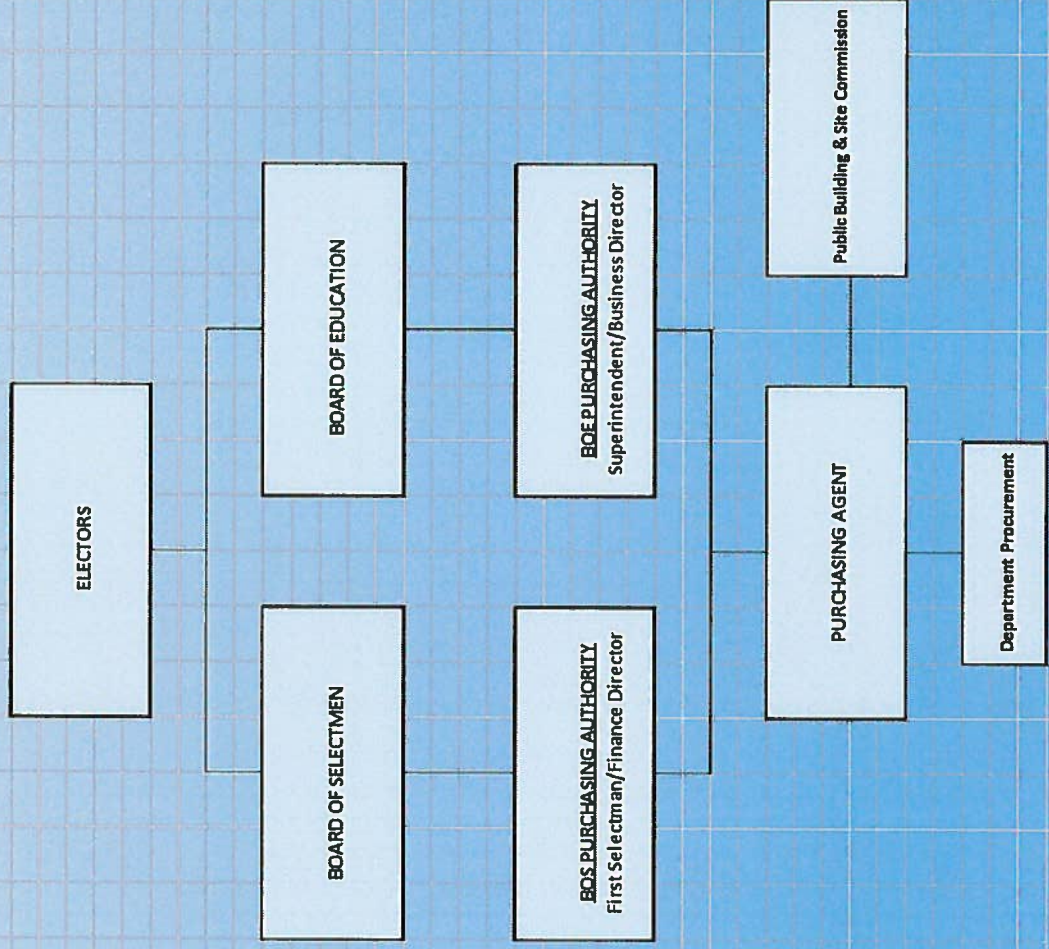 ELECTORS
BOARD OF SELECTMEN
BOARD OF EDUCATION
BOS PURCHASING AUTHORITY
First Selectman/Finance Director
BOE PURCHASING AUTHORITY
Superintendent/Business Director
PURCHASING AGENT
Public Building & Site Commission
Department Procurement